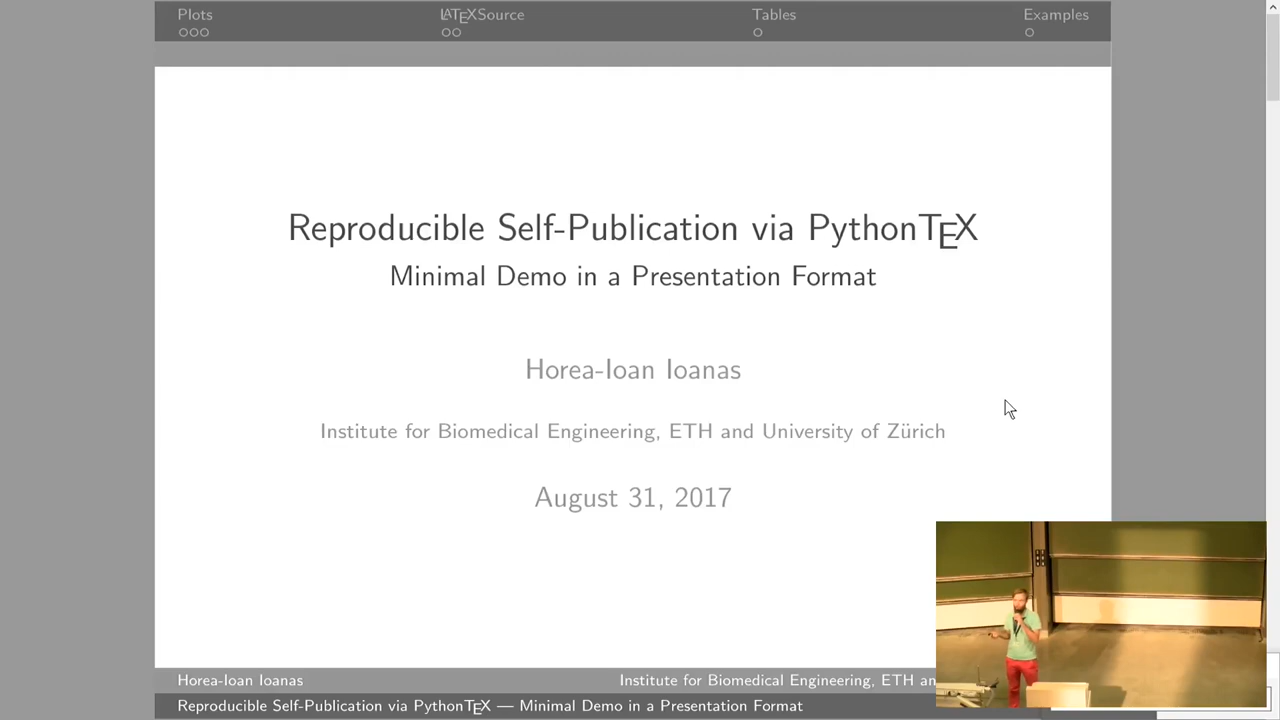 Plots
LATEXSource
Tables
Examples
Reproducible Self-Publication via PythonTEX
Minimal Demo in a Presentation Format
Horea-Ioan Ioanas
Institute for Biomedical Engineering, ETH and University of Zürich
August 31, 2017
Horea-Ioan Ioanas
Institute for Biomedical Engineering, ETH an
Reproducible Self-Publication via PythonTEX — Minimal Demo in a Presentation Format